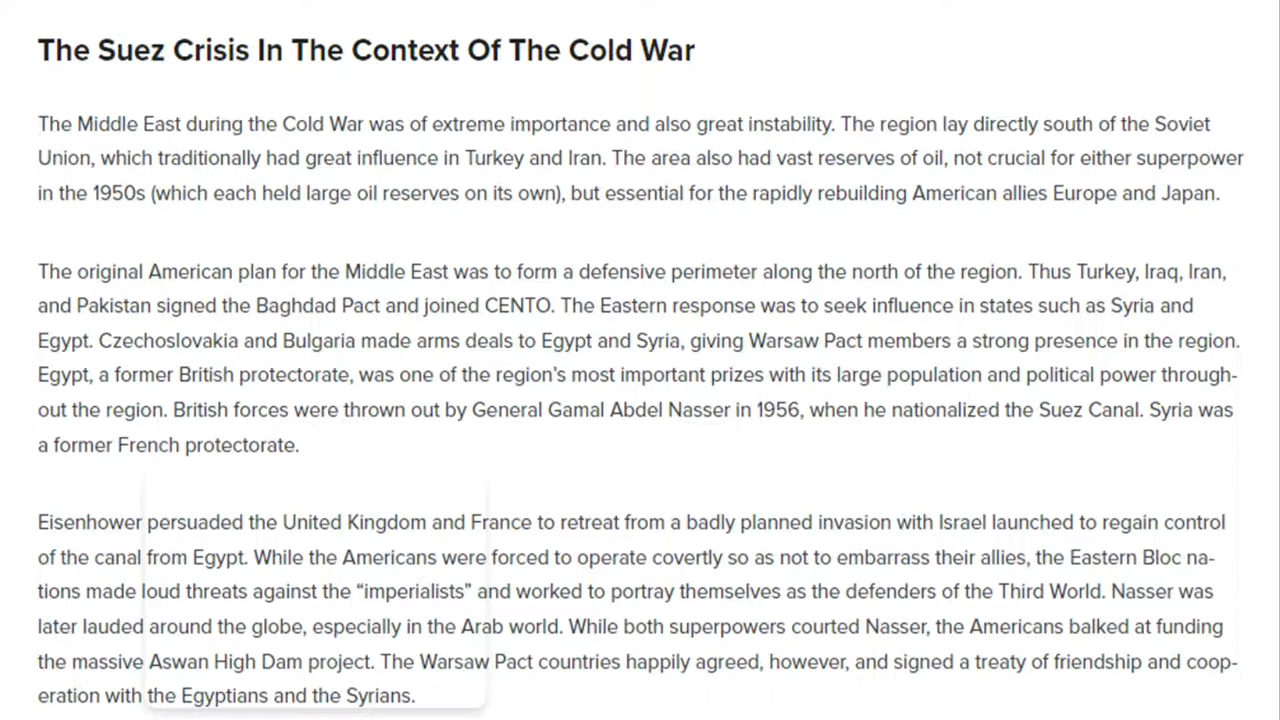 The Suez Crisis In The Context Of The Cold War
The Middle East during the Cold War was of extreme importance and also great instability. The region lay directly south of the Soviet
Union, which traditionally had great influence in Turkey and Iran. The area also had vast reserves of oil, not crucial for either superpower
in the 1950s (which each held large oil reserves on its own), but essential for the rapidly rebuilding American allies Europe and Japan.
The original American plan for the Middle East was to form a defensive perimeter along the north of the region. Thus Turkey, Iraq, Iran,
and Pakistan signed the Baghdad Pact and joined CENTO. The Eastern response was to seek influence in states such as Syria and
Egypt. Czechoslovakia and Bulgaria made arms deals to Egypt and Syria, giving Warsaw Pact members a strong presence in the region.
Egypt, a former British protectorate, was one of the region's most important prizes with its large population and political power through-
out the region. British forces were thrown out by General Gamal Abdel Nasser in 1956, when he nationalized the Suez Canal. Syria was
a former French protectorate.
Eisenhower persuaded the United Kingdom and France to retreat from a badly planned invasion with Israel launched to regain control
of the canal from Egypt. While the Americans were forced to operate covertly so as not to embarrass their allies, the Eastern Bloc na-
tions made loud threats against the “imperialists” and worked to portray themselves as the defenders of the Third World. Nasser was
later lauded around the globe, especially in the Arab world. While both superpowers courted Nasser, the Americans balked at funding
the massive Aswan High Dam project. The Warsaw Pact countries happily agreed, however, and signed a treaty of friendship and coop-
eration with the Egyptians and the Syrians.